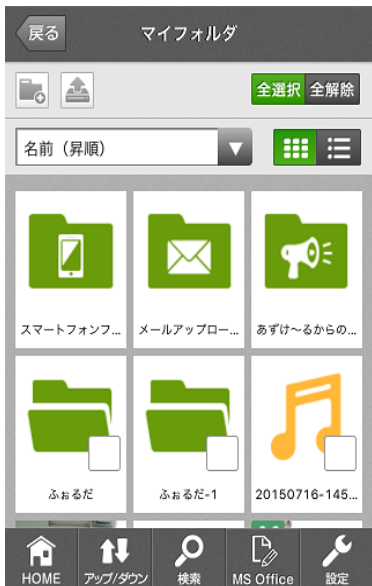 戻る
マイフォルダ
全選択 全解除
名前（昇順）
スマートフォンフ...
メールアップロー...
あずけ〜るからの...
ふぉるだ
ふぉるだ-1
20150716-145...
HOME
アップ/ダウン
検索
MS Office
設定